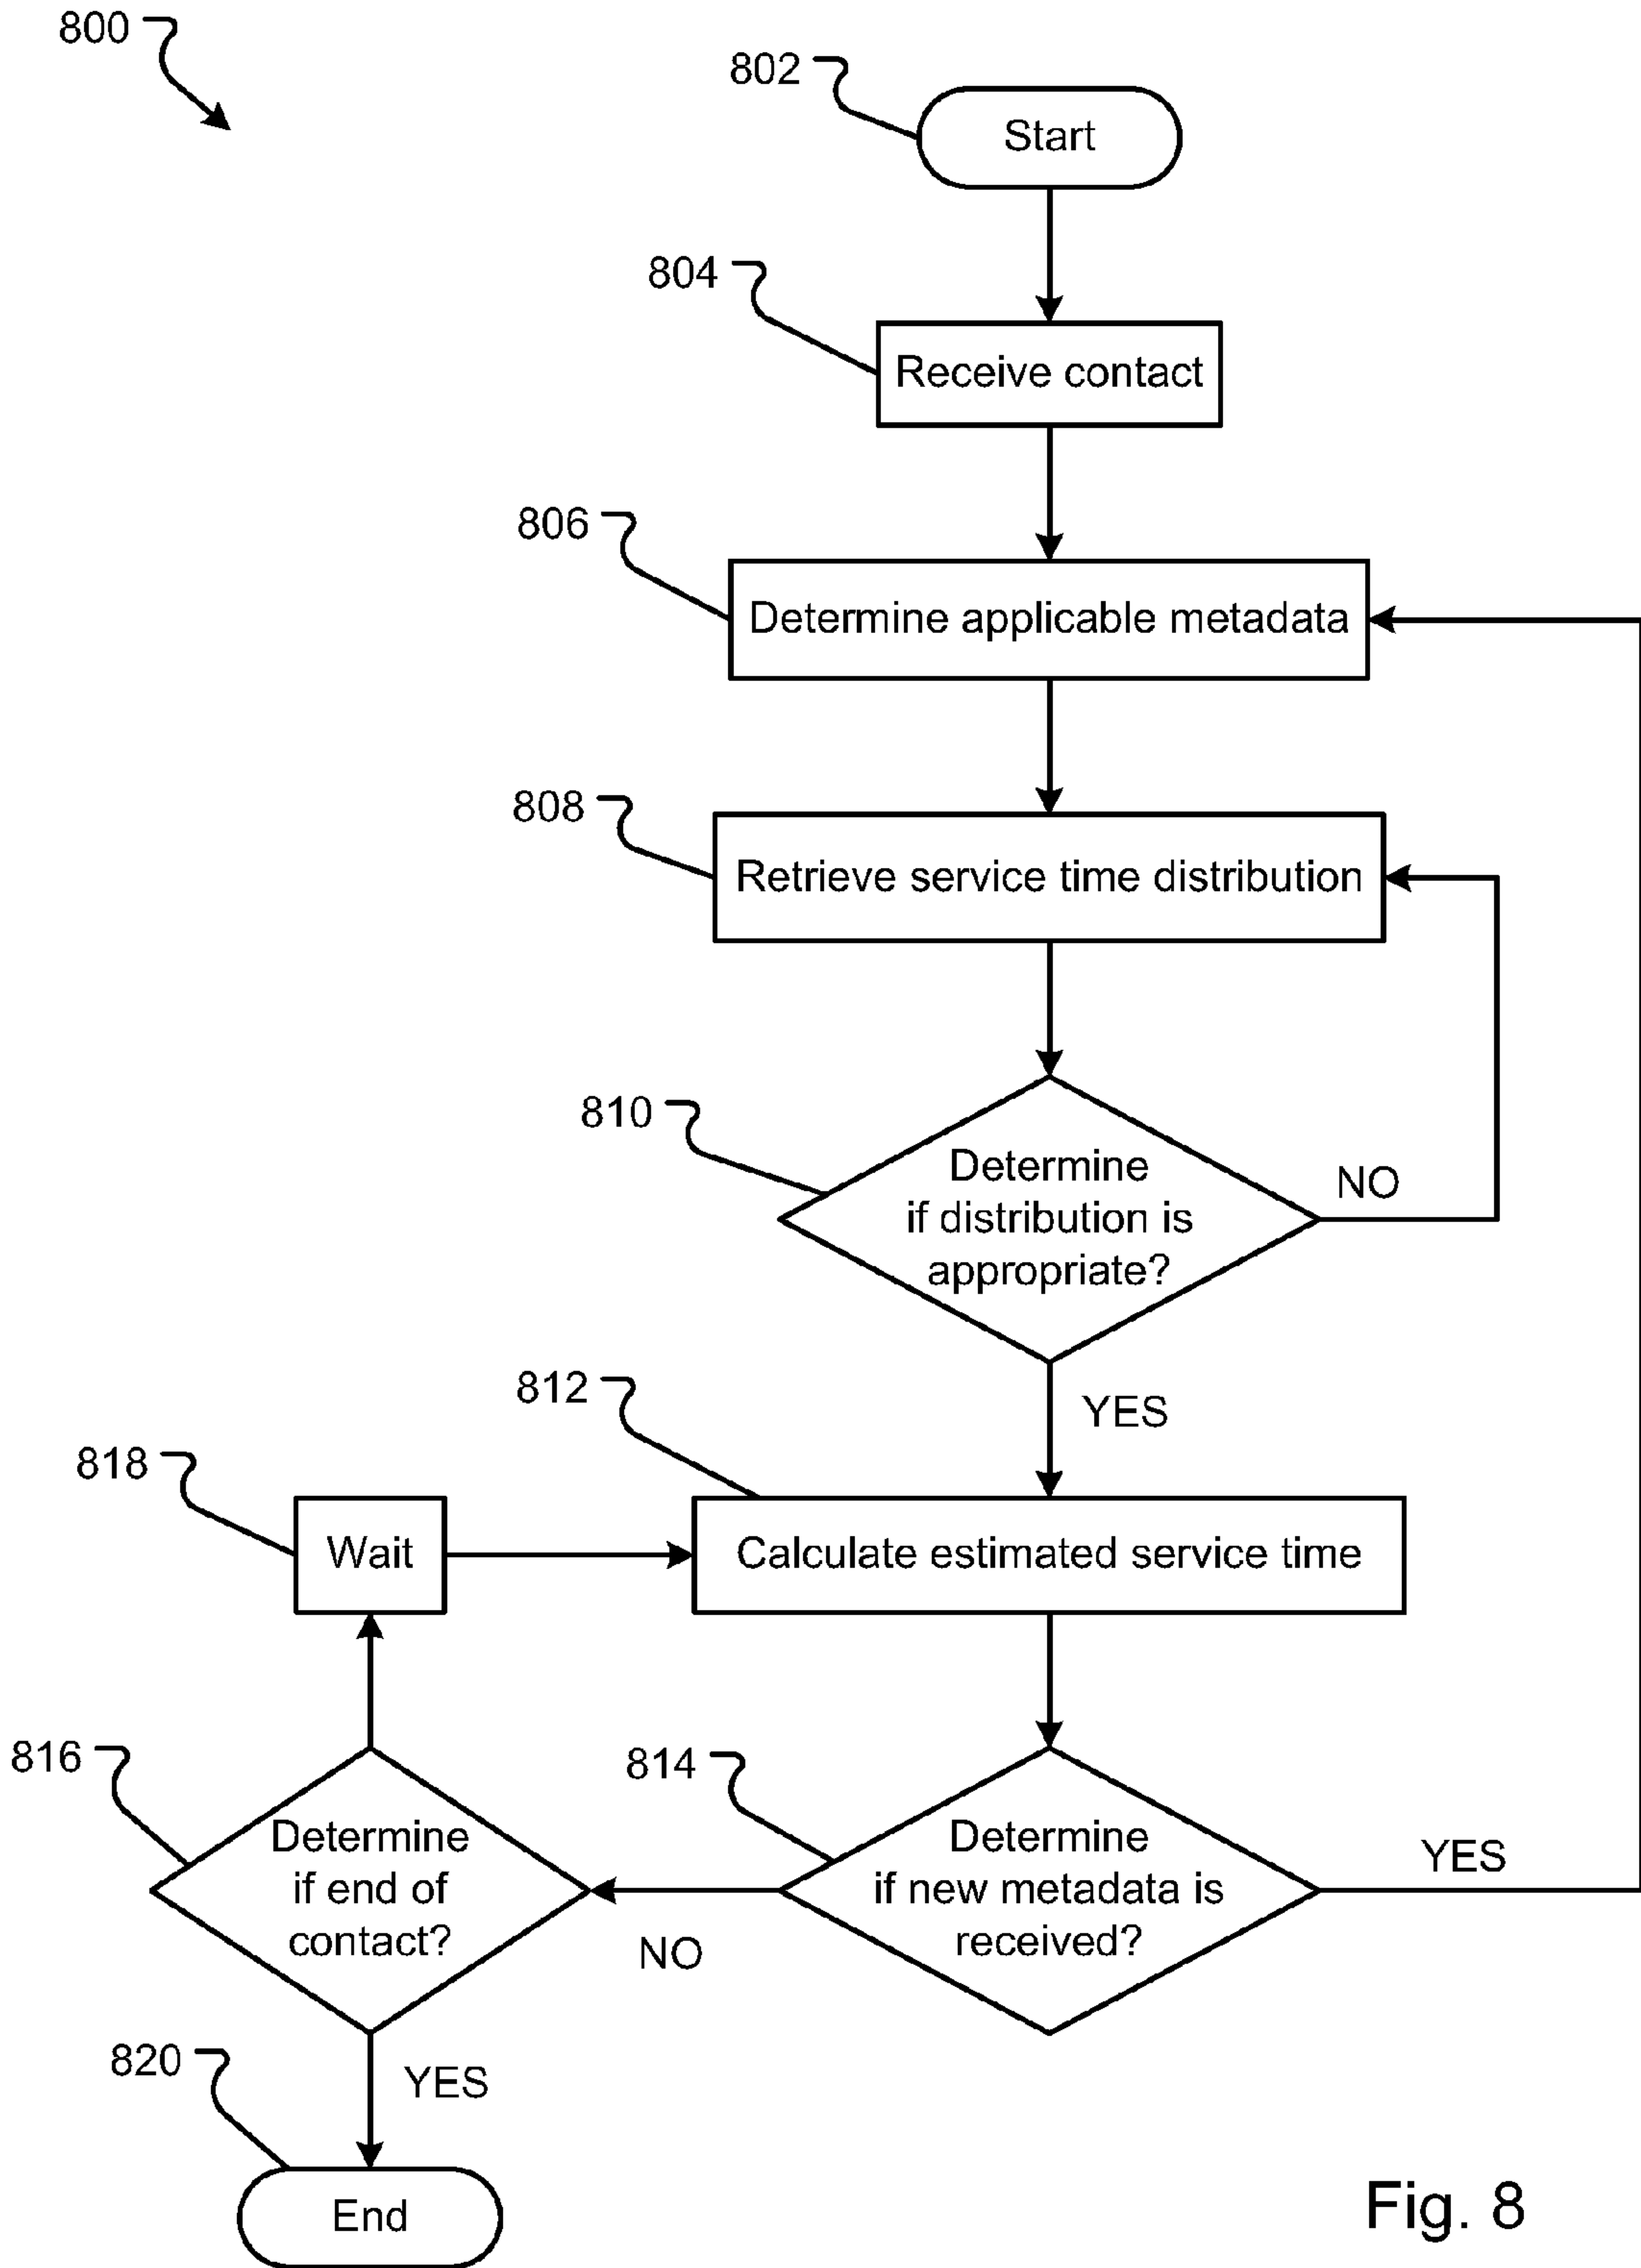 800
802
Start
804
Receive contact
806
Determine applicable metadata
808
Retrieve service time distribution
810
Determine
if distribution is
appropriate?
NO
YES
812
818
Wait
Calculate estimated service time
816
Determine
if end of
contact?
814
Determine
if new metadata is
received?
YES
NO
820
YES
End
Fig. 8